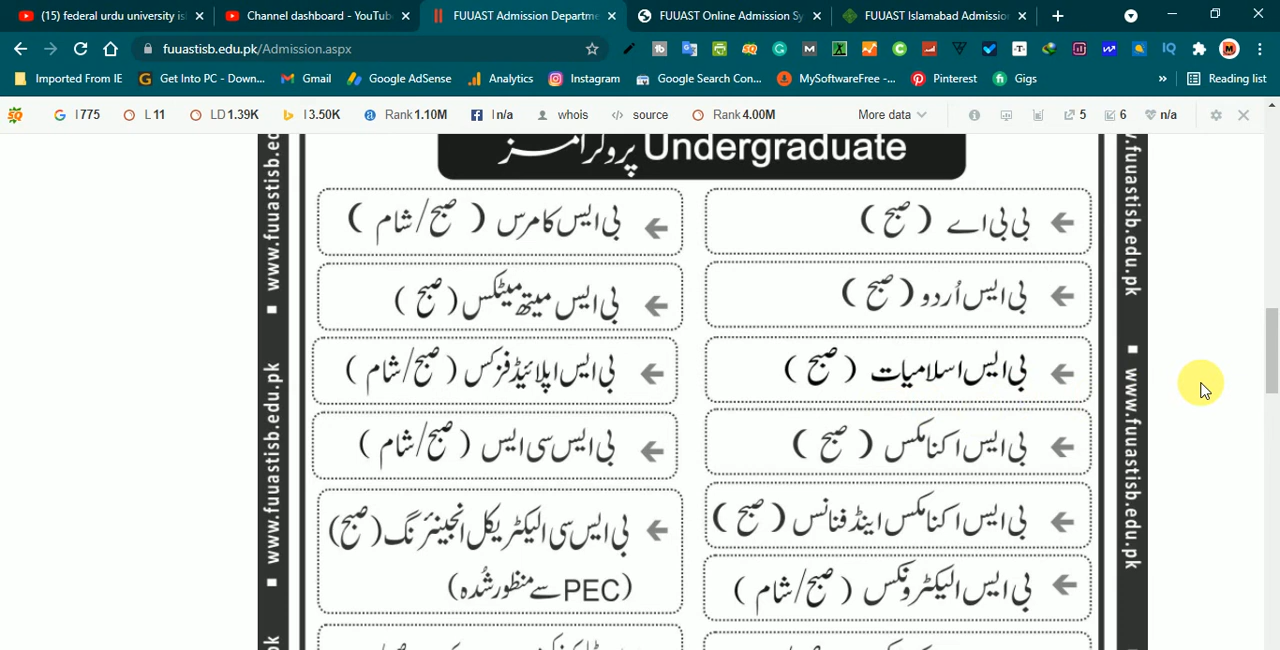 (15) federal urdu university isl
Channel dashboard - YouTube
FUUAST Admission Departme
FUUAST Online Admission Sy
FUUAST Islamabad Admission
fuuastisb.edu.pk/Admission.aspx
Imported From IE
Get Into PC - Down...
Gmail
Google AdSense
Analytics
Instagram
Google Search Con...
MySoftwareFree -...
Pinterest
Gigs
»
Reading list
I 775
L 11
LD 1.39K
I 3.50K
Rank 1.10M
I n/a
whois
source
Rank 4.00M
More data
5
6
n/a
Undergraduate پروگرامز
بی بی اے (صبح)
بی ایس کامرس (صبح/شام)
بی ایس اُردو (صبح)
بی ایس میتھ میٹکس (صبح)
بی ایس اسلامیات (صبح)
بی ایس اپلائیڈ فزکس (صبح/شام)
بی ایس اکنامکس (صبح)
بی ایس سی ایس (صبح/شام)
بی ایس اکنامکس اینڈ فنانس (صبح)
بی ایس سی الیکٹریکل انجینئرنگ (صبح)
(PEC سے منظور شُدہ)
بی ایس الیکٹرونکس (صبح/شام)
www.fuuastisb.edu.pk
www.fuuastisb.edu.pk
www.fuuastisb.edu.pk